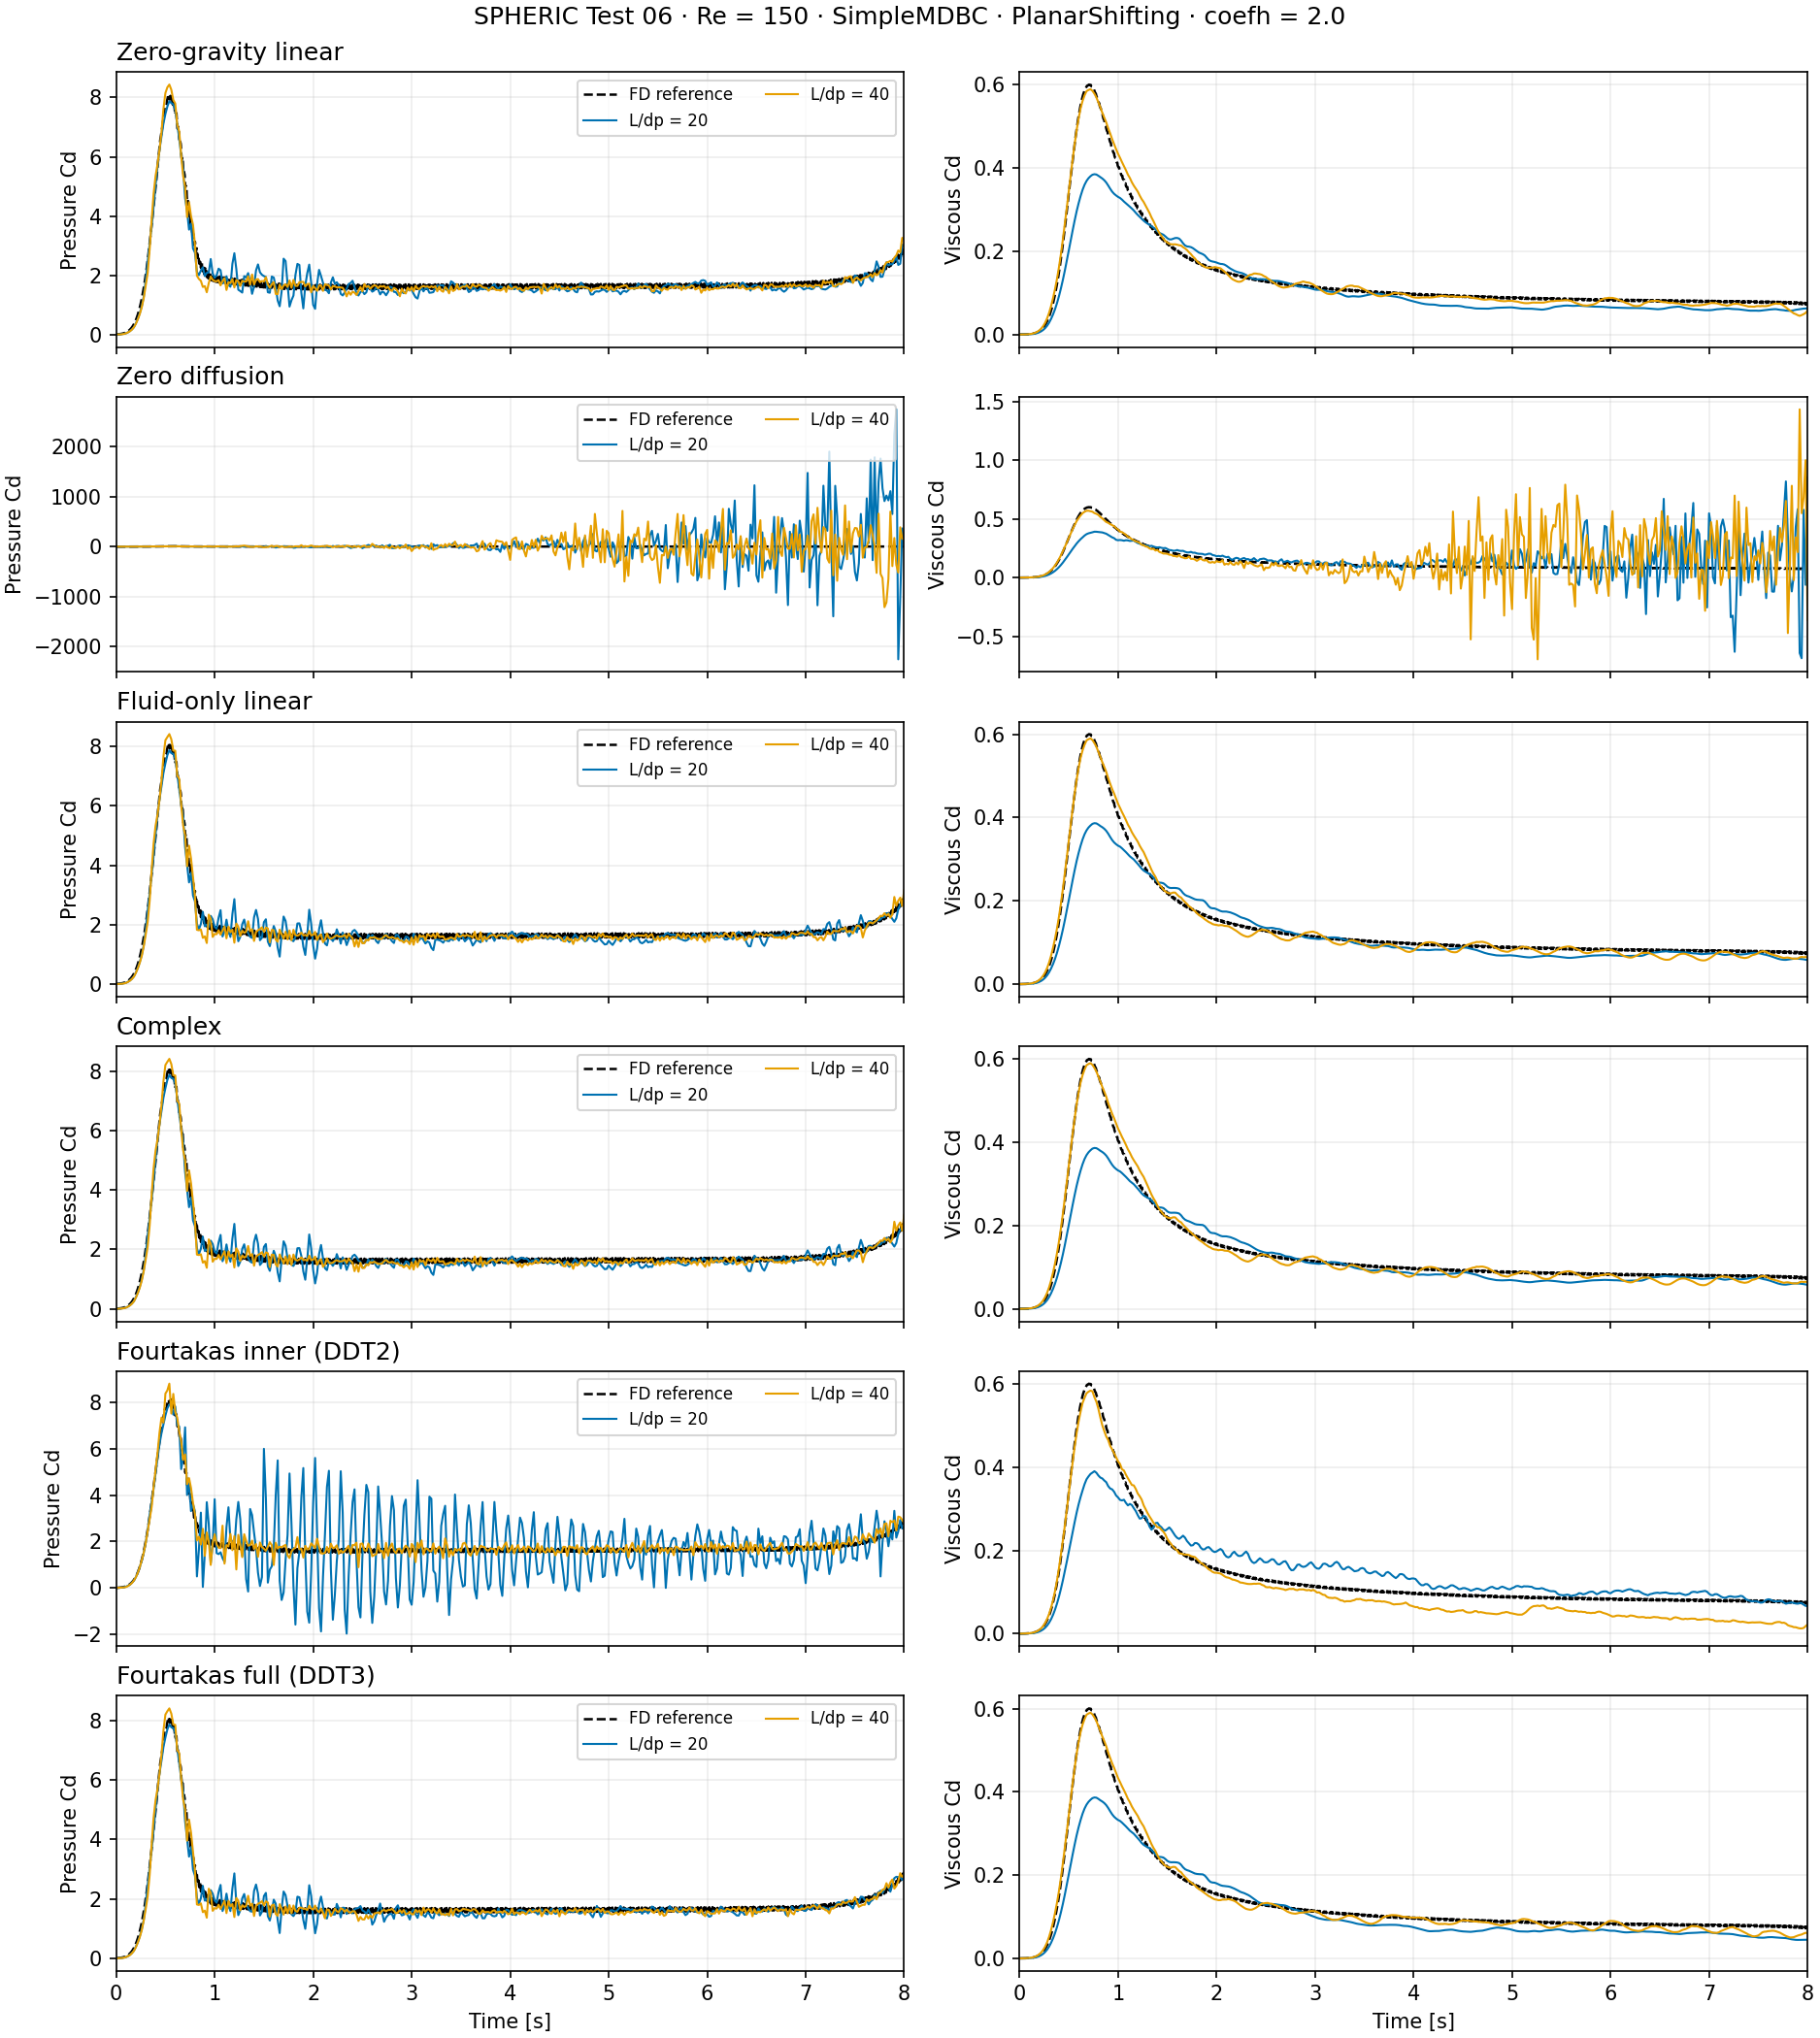 SPHERIC Test 06 · Re = 150 · SimpleMDBC · PlanarShifting · coefh = 2.0
Zero-gravity linear
Pressure Cd
8
6
4
2
0
FD reference
L/dp = 20
L/dp = 40
Viscous Cd
0.6
0.4
0.2
0.0
Zero diffusion
Pressure Cd
2000
1000
0
−1000
−2000
FD reference
L/dp = 20
L/dp = 40
Viscous Cd
1.5
1.0
0.5
0.0
−0.5
Fluid-only linear
Pressure Cd
8
6
4
2
0
FD reference
L/dp = 20
L/dp = 40
Viscous Cd
0.6
0.4
0.2
0.0
Complex
Pressure Cd
8
6
4
2
0
FD reference
L/dp = 20
L/dp = 40
Viscous Cd
0.6
0.4
0.2
0.0
Fourtakas inner (DDT2)
Pressure Cd
8
6
4
2
0
−2
FD reference
L/dp = 20
L/dp = 40
Viscous Cd
0.6
0.4
0.2
0.0
Fourtakas full (DDT3)
Pressure Cd
8
6
4
2
0
FD reference
L/dp = 20
L/dp = 40
0 1 2 3 4 5 6 7 8
Time [s]
Viscous Cd
0.6
0.4
0.2
0.0
0 1 2 3 4 5 6 7 8
Time [s]